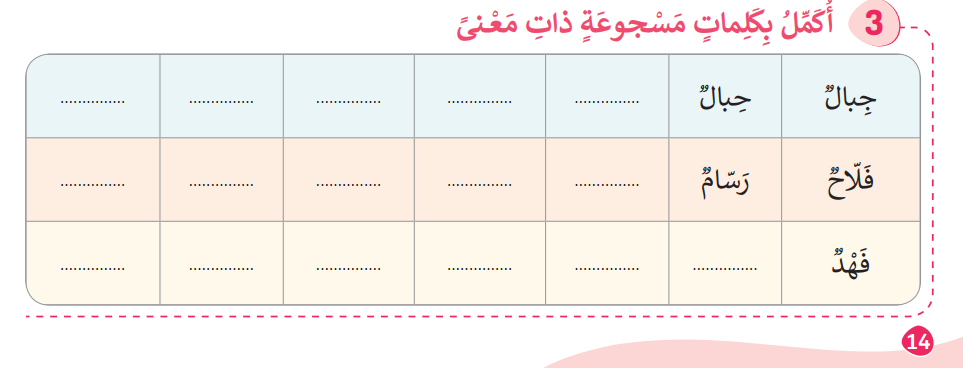 3 أُكَمِّلُ بِكَلِماتٍ مَسْجوعَةٍ ذاتِ مَعْنىً
جِبالٌ حِبالٌ ............... ............... ............... ............... ...............
فَلّاحٌ رَسّامٌ ............... ............... ............... ............... ...............
فَهْدٌ ............... ............... ............... ............... ............... ...............
14